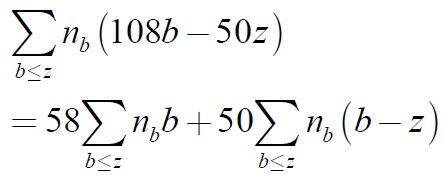 ∑_{b≤z} n_b (108b − 50z)
= 58 ∑_{b≤z} n_b b + 50 ∑_{b≤z} n_b (b − z)